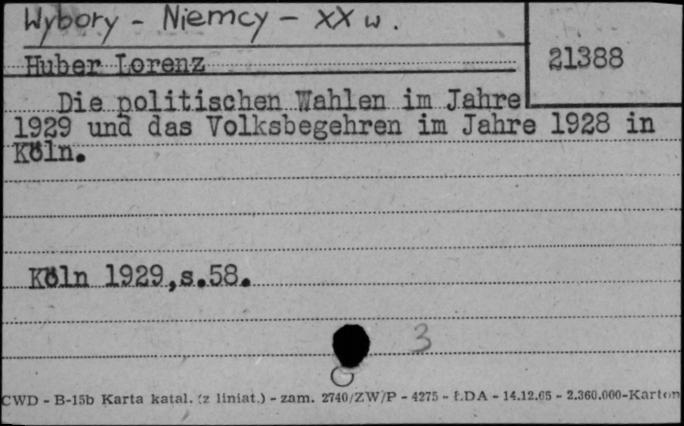 Wybory - Niemcy - XX w.
Huber Lorenz
21388
Die politischen Wahlen im Jahre
1929 und das Volksbegehren im Jahre 1928 in
Köln.
Köln 1929,s.58.
3
CWD - B-15b Karta katal. (z liniat.) - zam. 2740/ZW/P - 4275 - ŁDA - 14.12.65 - 2.360.000-Karton